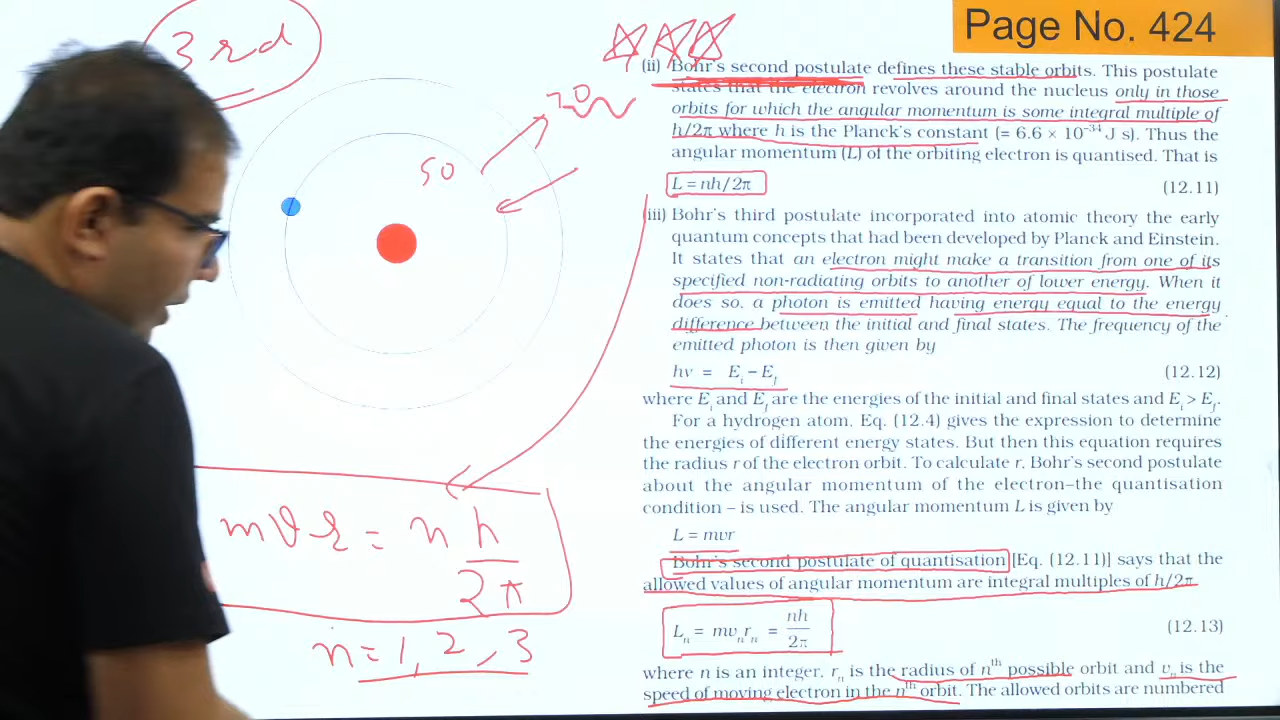 Page No. 424
3rd
50
20
(ii) Bohr's second postulate defines these stable orbits. This postulate
states that the electron revolves around the nucleus only in those
orbits for which the angular momentum is some integral multiple of
h/2π where h is the Planck's constant (= 6.6 × 10⁻³⁴ J s). Thus the
angular momentum (L) of the orbiting electron is quantised. That is
L = nh/2π (12.11)
(iii) Bohr's third postulate incorporated into atomic theory the early
quantum concepts that had been developed by Planck and Einstein.
It states that an electron might make a transition from one of its
specified non-radiating orbits to another of lower energy. When it
does so, a photon is emitted having energy equal to the energy
difference between the initial and final states. The frequency of the
emitted photon is then given by
hν = Eᵢ – E_f (12.12)
where Eᵢ and E_f are the energies of the initial and final states and Eᵢ > E_f.
For a hydrogen atom, Eq. (12.4) gives the expression to determine
the energies of different energy states. But then this equation requires
the radius r of the electron orbit. To calculate r, Bohr's second postulate
about the angular momentum of the electron–the quantisation
condition – is used. The angular momentum L is given by
L = mvr
Bohr's second postulate of quantisation [Eq. (12.11)] says that the
allowed values of angular momentum are integral multiples of h/2π
Lₙ = mvₙrₙ = nh/2π (12.13)
where n is an integer, rₙ is the radius of nᵗʰ possible orbit and vₙ is the
speed of moving electron in the nᵗʰ orbit. The allowed orbits are numbered
mvr = n h/2π
n = 1, 2, 3